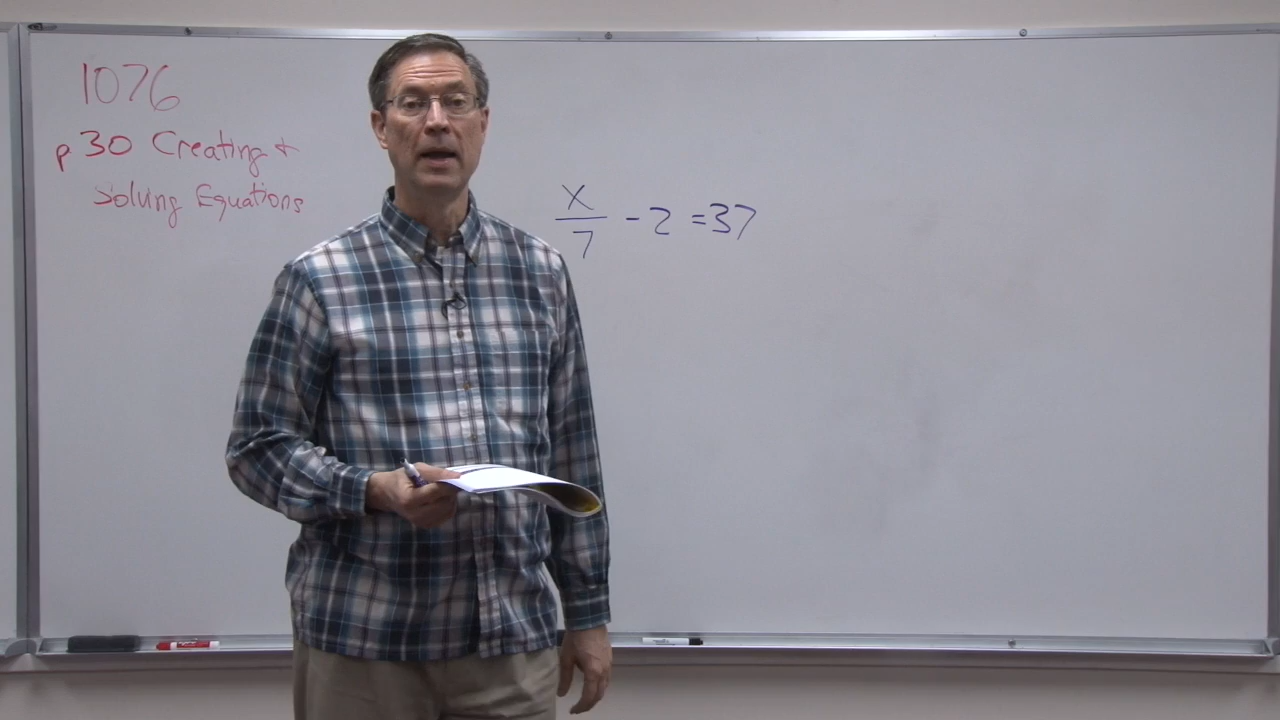 1076
p 30 Creating +
Solving Equations
x
7
- 2 = 37